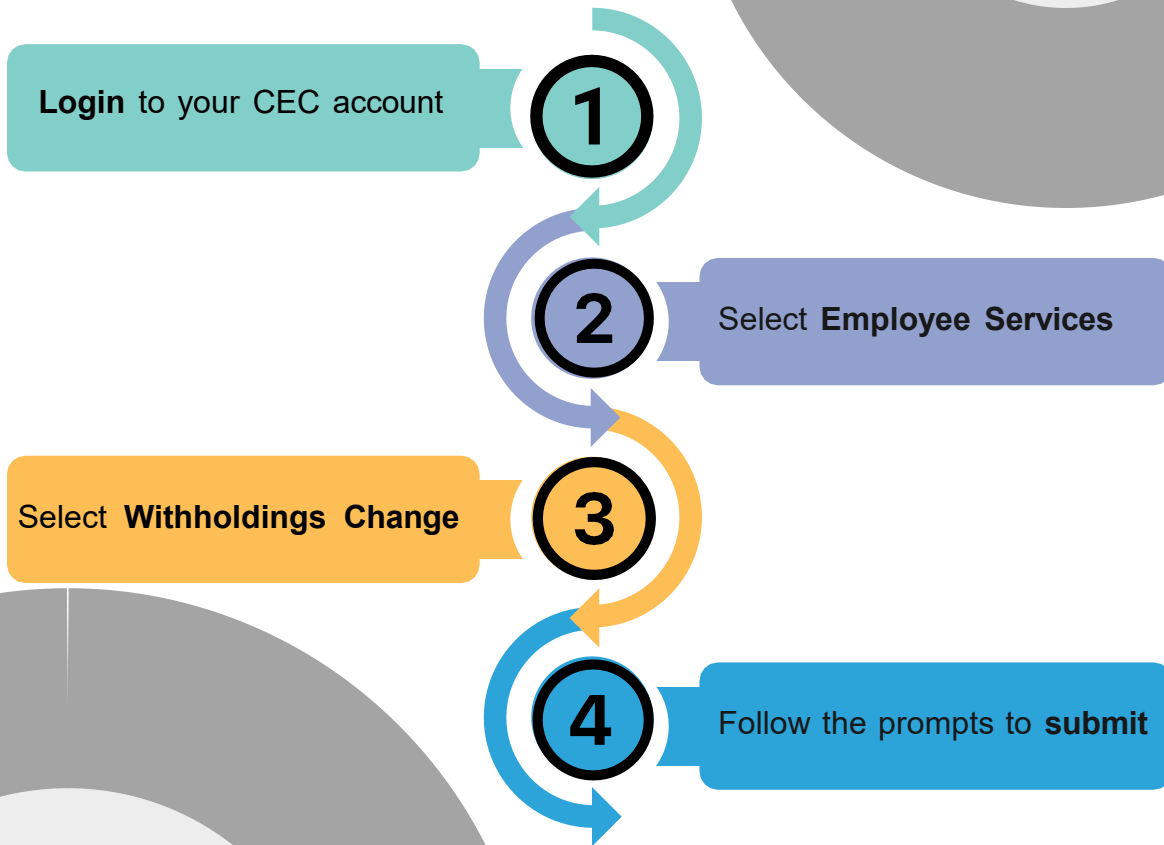 Login to your CEC account
1
2
Select Employee Services
Select Withholdings Change
3
4
Follow the prompts to submit